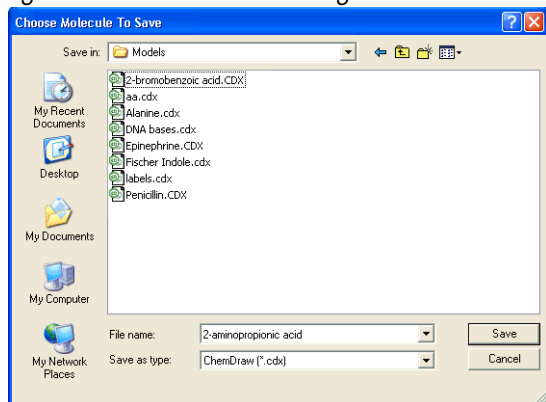 Choose Molecule To Save
Save in:
Models
My Recent
Documents
Desktop
My Documents
My Computer
My Network
Places
2-bromobenzoic acid.CDX
aa.cdx
Alanine.cdx
DNA bases.cdx
Epinephrine.CDX
Fischer Indole.cdx
labels.cdx
Penicillin.CDX
File name:
2-aminopropionic acid
Save
Save as type:
ChemDraw (*.cdx)
Cancel